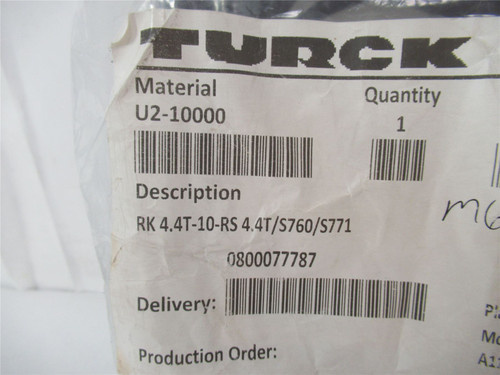 TURCK
Material
Quantity
U2-10000
1
Description
RK 4.4T-10-RS 4.4T/S760/S771
0800077787
Delivery:
Production Order: